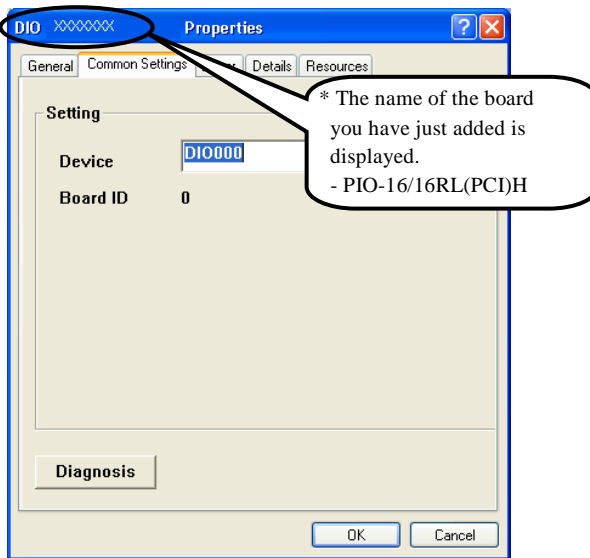 DIO XXXXXXX Properties
General Common Settings Details Resources
* The name of the board
you have just added is
displayed.
- PIO-16/16RL(PCI)H
Setting
Device DIO000
Board ID 0
Diagnosis
OK Cancel